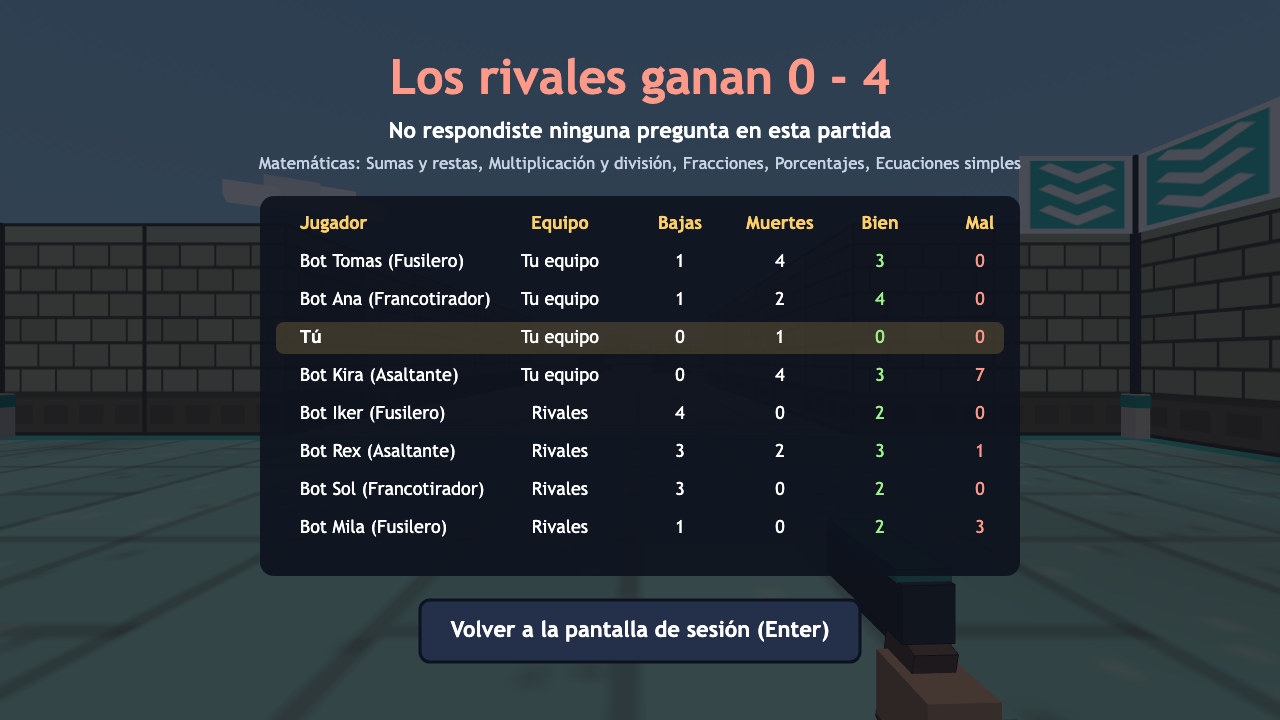 Los rivales ganan 0 - 4
No respondiste ninguna pregunta en esta partida
Matemáticas: Sumas y restas, Multiplicación y división, Fracciones, Porcentajes, Ecuaciones simples
Jugador Equipo Bajas Muertes Bien Mal
Bot Tomas (Fusilero) Tu equipo 1 4 3 0
Bot Ana (Francotirador) Tu equipo 1 2 4 0
Tú Tu equipo 0 1 0 0
Bot Kira (Asaltante) Tu equipo 0 4 3 7
Bot Iker (Fusilero) Rivales 4 0 2 0
Bot Rex (Asaltante) Rivales 3 2 3 1
Bot Sol (Francotirador) Rivales 3 0 2 0
Bot Mila (Fusilero) Rivales 1 0 2 3
Volver a la pantalla de sesión (Enter)